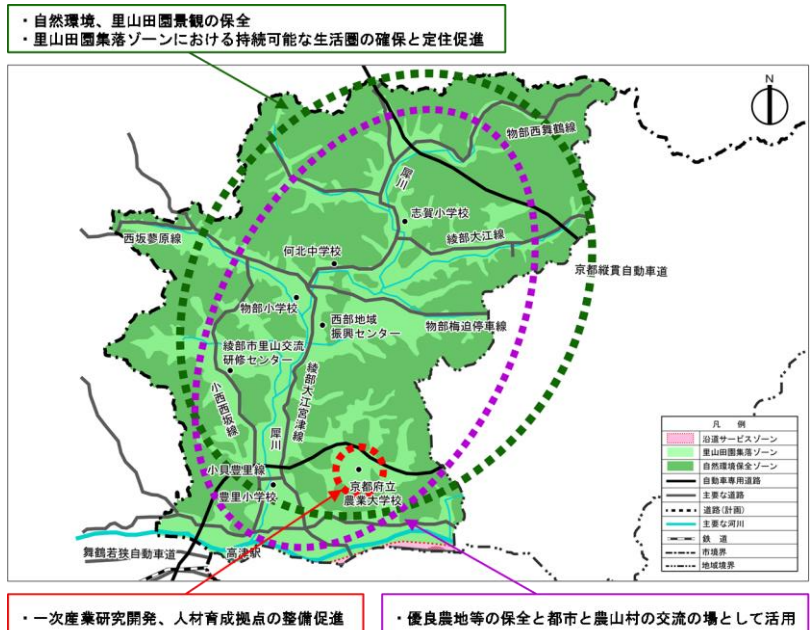 ・自然環境、里山田園景観の保全
・里山田園集落ゾーンにおける持続可能な生活圏の確保と定住促進
N
物部西舞鶴線
犀川
志賀小学校
西坂蓼原線
綾部大江線
何北中学校
京都縦貫自動車道
物部小学校
西部地域
振興センター
物部梅迫停車線
綾部市里山交流
研修センター
綾部大江宮津線
小西西坂線
犀川
小貝豊里線
京都府立
農業大学校
豊里小学校
舞鶴若狭自動車道
高津駅
凡 例
沿道サービスゾーン
里山田園集落ゾーン
自然環境保全ゾーン
自動車専用道路
主要な道路
道路(計画)
主要な河川
鉄 道
市境界
地域境界
・一次産業研究開発、人材育成拠点の整備促進
・優良農地等の保全と都市と農山村の交流の場として活用